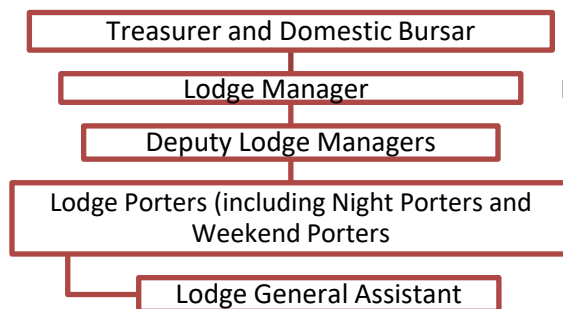 Treasurer and Domestic Bursar
Lodge Manager
Deputy Lodge Managers
Lodge Porters (including Night Porters and
Weekend Porters
Lodge General Assistant